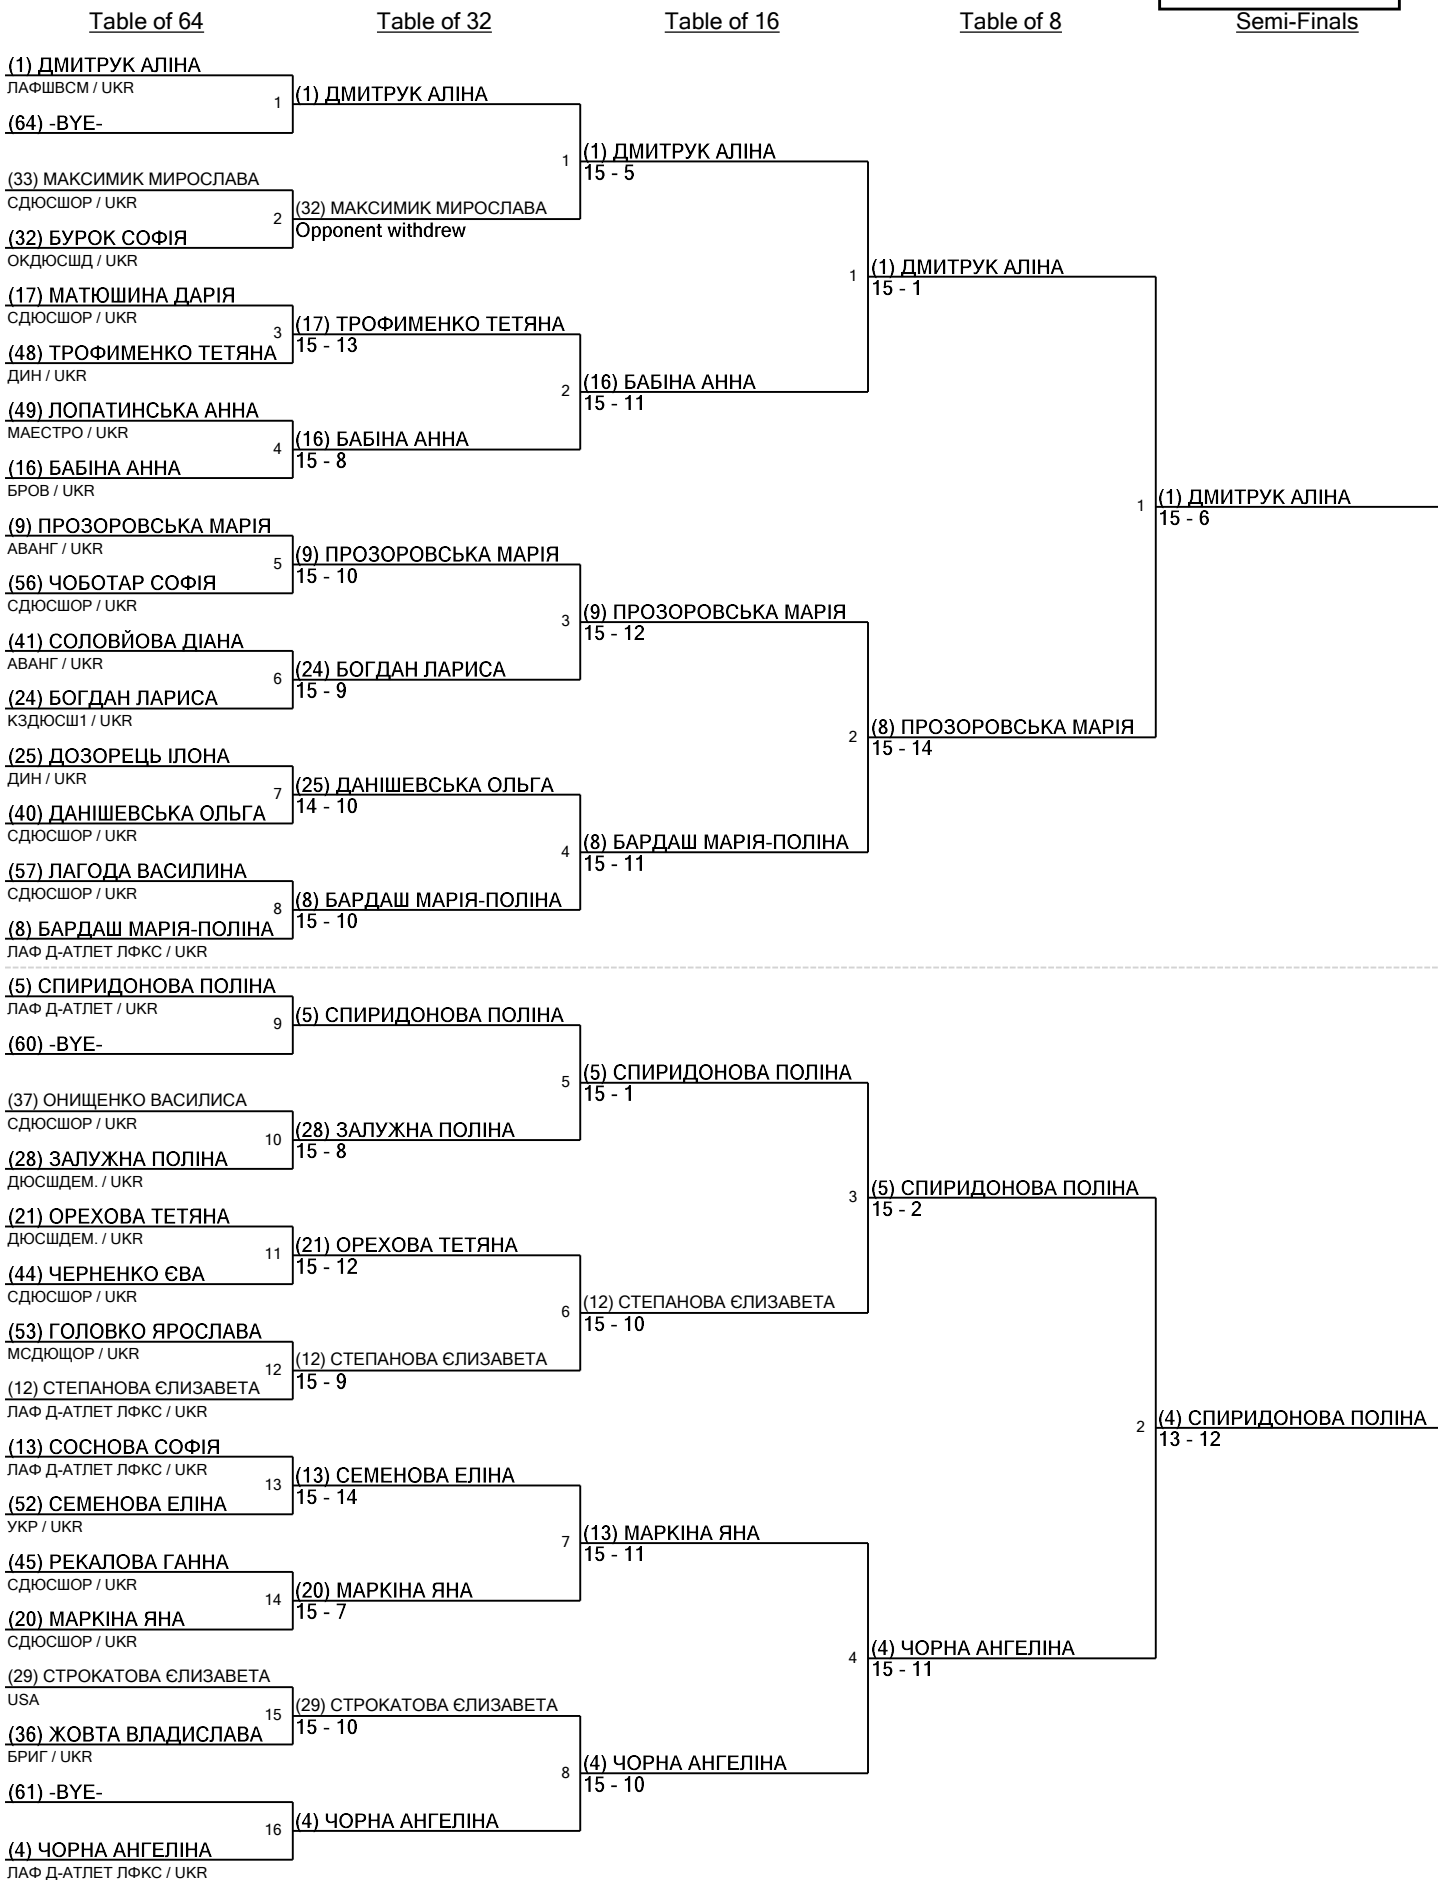 Table of 64
Table of 32
Table of 16
Table of 8
Semi-Finals
(1) ДМИТРУК АЛІНА
ЛАФШВСМ / UKR
1
(64) -BYE-
(33) МАКСИМИК МИРОСЛАВА
СДЮСШОР / UKR
2
(32) БУРОК СОФІЯ
ОКДЮСШД / UKR
(17) МАТЮШИНА ДАРІЯ
СДЮСШОР / UKR
3
(48) ТРОФИМЕНКО ТЕТЯНА
ДИН / UKR
(49) ЛОПАТИНСЬКА АННА
МАЕСТРО / UKR
4
(16) БАБІНА АННА
БРОВ / UKR
(9) ПРОЗОРОВСЬКА МАРІЯ
АВАНГ / UKR
5
(56) ЧОБОТАР СОФІЯ
СДЮСШОР / UKR
(41) СОЛОВЙОВА ДІАНА
АВАНГ / UKR
6
(24) БОГДАН ЛАРИСА
КЗДЮСШ1 / UKR
(25) ДОЗОРЕЦЬ ІЛОНА
ДИН / UKR
7
(40) ДАНІШЕВСЬКА ОЛЬГА
СДЮСШОР / UKR
(57) ЛАГОДА ВАСИЛИНА
СДЮСШОР / UKR
8
(8) БАРДАШ МАРІЯ-ПОЛІНА
ЛАФ Д-АТЛЕТ ЛФКС / UKR
(5) СПИРИДОНОВА ПОЛІНА
ЛАФ Д-АТЛЕТ / UKR
9
(60) -BYE-
(37) ОНИЩЕНКО ВАСИЛИСА
СДЮСШОР / UKR
10
(28) ЗАЛУЖНА ПОЛІНА
ДЮСШДЕМ. / UKR
(21) ОРЕХОВА ТЕТЯНА
ДЮСШДЕМ. / UKR
11
(44) ЧЕРНЕНКО ЄВА
СДЮСШОР / UKR
(53) ГОЛОВКО ЯРОСЛАВА
МСДЮЩОР / UKR
12
(12) СТЕПАНОВА ЄЛИЗАВЕТА
ЛАФ Д-АТЛЕТ ЛФКС / UKR
(13) СОСНОВА СОФІЯ
ЛАФ Д-АТЛЕТ ЛФКС / UKR
13
(52) СЕМЕНОВА ЕЛІНА
УКР / UKR
(45) РЕКАЛОВА ГАННА
СДЮСШОР / UKR
14
(20) МАРКІНА ЯНА
СДЮСШОР / UKR
(29) СТРОКАТОВА ЄЛИЗАВЕТА
USA
15
(36) ЖОВТА ВЛАДИСЛАВА
БРИГ / UKR
(61) -BYE-
16
(4) ЧОРНА АНГЕЛІНА
ЛАФ Д-АТЛЕТ ЛФКС / UKR
(1) ДМИТРУК АЛІНА
1
(32) МАКСИМИК МИРОСЛАВА
Opponent withdrew
(17) ТРОФИМЕНКО ТЕТЯНА
15 - 13
2
(16) БАБІНА АННА
15 - 8
(9) ПРОЗОРОВСЬКА МАРІЯ
15 - 10
3
(24) БОГДАН ЛАРИСА
15 - 9
(25) ДАНІШЕВСЬКА ОЛЬГА
14 - 10
4
(8) БАРДАШ МАРІЯ-ПОЛІНА
15 - 10
(5) СПИРИДОНОВА ПОЛІНА
5
(28) ЗАЛУЖНА ПОЛІНА
15 - 8
(21) ОРЕХОВА ТЕТЯНА
15 - 12
6
(12) СТЕПАНОВА ЄЛИЗАВЕТА
15 - 9
(13) СЕМЕНОВА ЕЛІНА
15 - 14
7
(20) МАРКІНА ЯНА
15 - 7
(29) СТРОКАТОВА ЄЛИЗАВЕТА
15 - 10
8
(4) ЧОРНА АНГЕЛІНА
(1) ДМИТРУК АЛІНА
15 - 5
1
(16) БАБІНА АННА
15 - 11
(9) ПРОЗОРОВСЬКА МАРІЯ
15 - 12
2
(8) БАРДАШ МАРІЯ-ПОЛІНА
15 - 11
(5) СПИРИДОНОВА ПОЛІНА
15 - 1
3
(12) СТЕПАНОВА ЄЛИЗАВЕТА
15 - 10
(13) МАРКІНА ЯНА
15 - 11
4
(4) ЧОРНА АНГЕЛІНА
15 - 10
(1) ДМИТРУК АЛІНА
15 - 1
1
(8) ПРОЗОРОВСЬКА МАРІЯ
15 - 14
(5) СПИРИДОНОВА ПОЛІНА
15 - 2
2
(4) ЧОРНА АНГЕЛІНА
15 - 11
(1) ДМИТРУК АЛІНА
15 - 6
(4) СПИРИДОНОВА ПОЛІНА
13 - 12